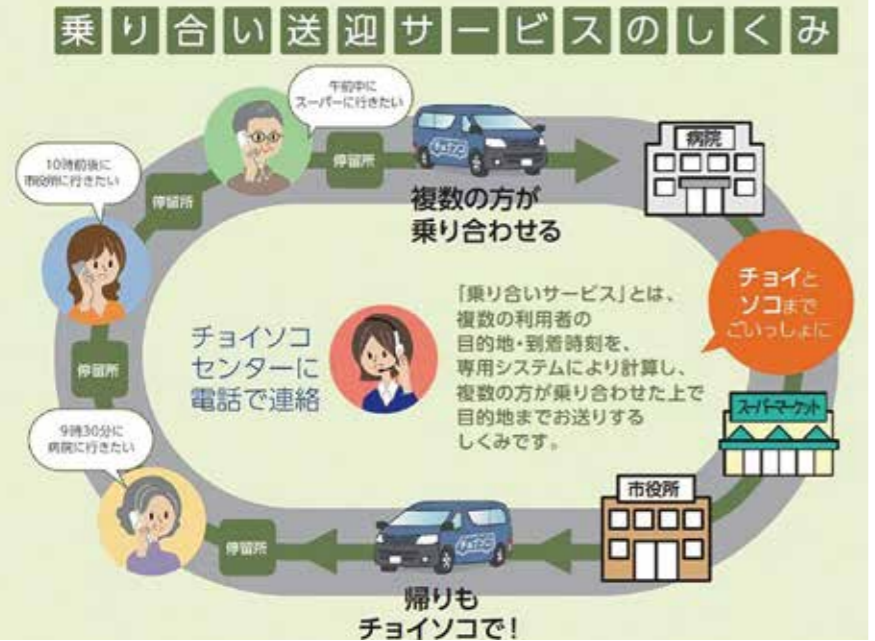 乗り合い送迎サービスのしくみ
午前中に
スーパーに行きたい
停留所
チョイソコ
病院
10時前後に
市役所に行きたい
停留所
複数の方が
乗り合わせる
チョイと
ソコまで
ごいっしょに
「乗り合いサービス」とは、
複数の利用者の
目的地・到着時刻を、
専用システムにより計算し、
複数の方が乗り合わせた上で
目的地までお送りする
しくみです。
チョイソコ
センターに
電話で連絡
停留所
スーパーマーケット
9時30分に
病院に行きたい
市役所
停留所
チョイソコ
帰りも
チョイソコで!